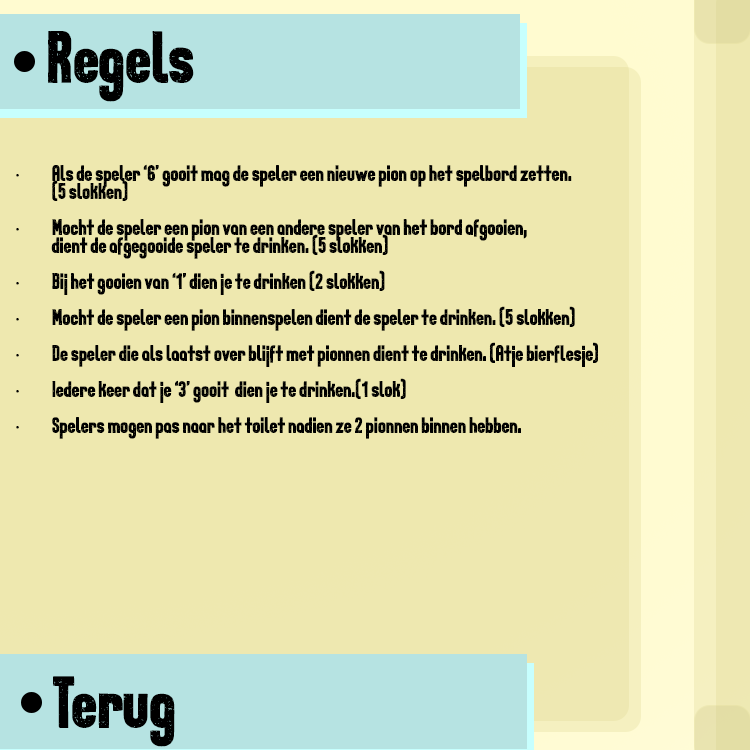 • Regels
· Als de speler ‘6’ gooit mag de speler een nieuwe pion op het spelbord zetten.
(5 slokken)
· Mocht de speler een pion van een andere speler van het bord afgooien,
dient de afgegooide speler te drinken. (5 slokken)
· Bij het gooien van ‘1’ dien je te drinken (2 slokken)
· Mocht de speler een pion binnenspelen dient de speler te drinken. (5 slokken)
· De speler die als laatst over blijft met pionnen dient te drinken. (Atje bierflesje)
· Iedere keer dat je ‘3’ gooit  dien je te drinken.(1 slok)
· Spelers mogen pas naar het toilet nadien ze 2 pionnen binnen hebben.
• Terug